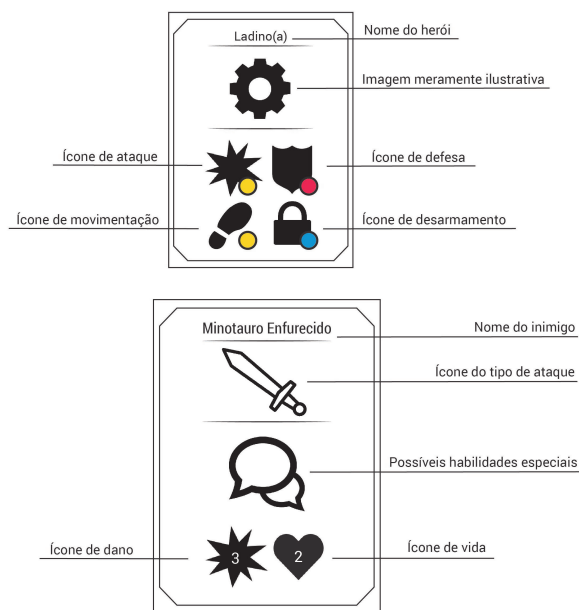 Ladino(a)
Nome do herói
Imagem meramente ilustrativa
Ícone de ataque
Ícone de defesa
Ícone de movimentação
Ícone de desarmamento
Minotauro Enfurecido
Nome do inimigo
Ícone do tipo de ataque
Possíveis habilidades especiais
Ícone de dano
3
2
Ícone de vida